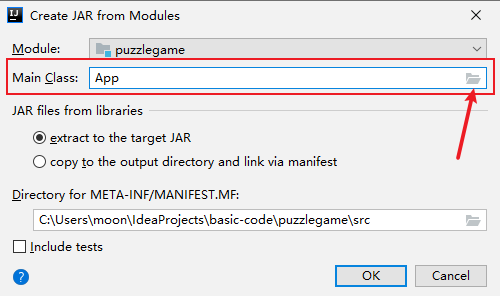 Create JAR from Modules
Module: puzzlegame
Main Class: App
JAR files from libraries
extract to the target JAR
copy to the output directory and link via manifest
Directory for META-INF/MANIFEST.MF:
C:\Users\moon\IdeaProjects\basic-code\puzzlegame\src
Include tests
? OK Cancel